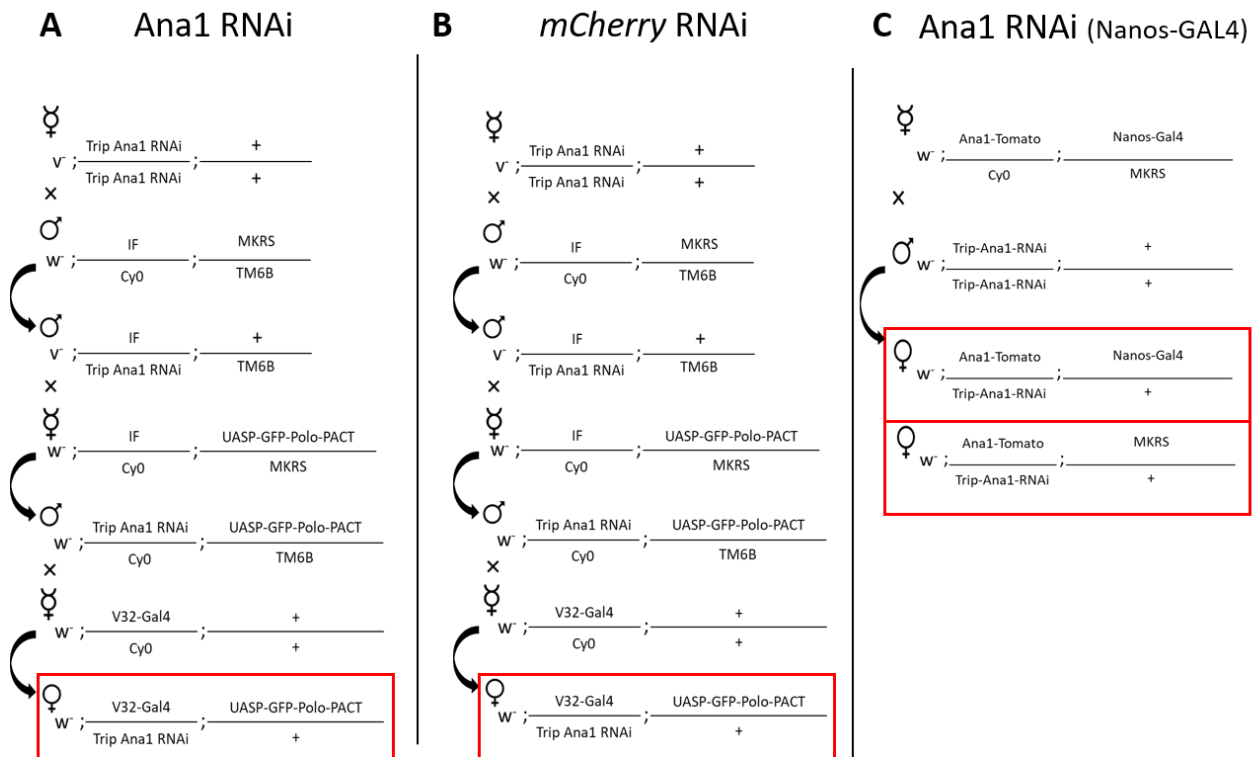 A Ana1 RNAi
♀
v⁻ ; Trip Ana1 RNAi ; +
Trip Ana1 RNAi +
×
♂
w⁻ ; IF ; MKRS
Cy0 TM6B
♂
v⁻ ; IF ; +
Trip Ana1 RNAi TM6B
×
w⁻ ; IF ; UASP-GFP-Polo-PACT
Cy0 MKRS
♂
w⁻ ; Trip Ana1 RNAi ; UASP-GFP-Polo-PACT
Cy0 TM6B
×
w⁻ ; V32-Gal4 ; +
Cy0 +
♀
w⁻ ; V32-Gal4 ; UASP-GFP-Polo-PACT
Trip Ana1 RNAi +
B mCherry RNAi
v⁻ ; Trip Ana1 RNAi ; +
Trip Ana1 RNAi +
×
♂
w⁻ ; IF ; MKRS
Cy0 TM6B
♂
v⁻ ; IF ; +
Trip Ana1 RNAi TM6B
×
w⁻ ; IF ; UASP-GFP-Polo-PACT
Cy0 MKRS
♂
w⁻ ; Trip Ana1 RNAi ; UASP-GFP-Polo-PACT
Cy0 TM6B
×
w⁻ ; V32-Gal4 ; +
Cy0 +
♀
w⁻ ; V32-Gal4 ; UASP-GFP-Polo-PACT
Trip Ana1 RNAi +
C Ana1 RNAi (Nanos-GAL4)
w⁻ ; Ana1-Tomato ; Nanos-Gal4
Cy0 MKRS
×
♂
w⁻ ; Trip-Ana1-RNAi ; +
Trip-Ana1-RNAi +
♀
w⁻ ; Ana1-Tomato ; Nanos-Gal4
Trip-Ana1-RNAi +
♀
w⁻ ; Ana1-Tomato ; MKRS
Trip-Ana1-RNAi +